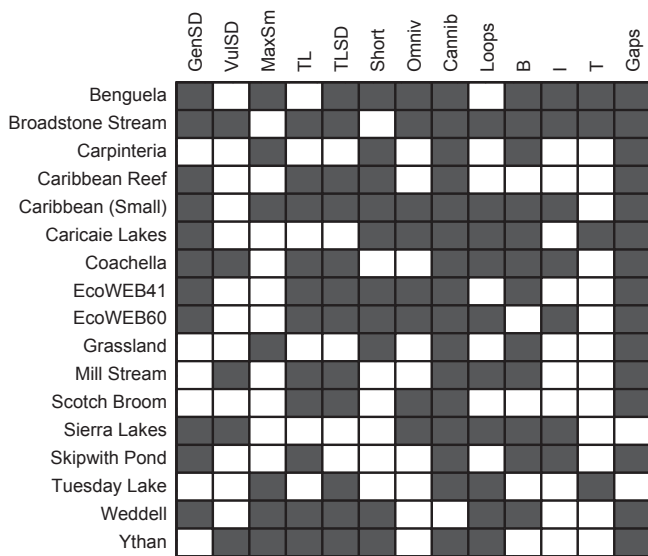 GenSD VulSD MaxSm TL TLSD Short Omniv Cannib Loops B I T Gaps
Benguela
Broadstone Stream
Carpinteria
Caribbean Reef
Caribbean (Small)
Caricaie Lakes
Coachella
EcoWEB41
EcoWEB60
Grassland
Mill Stream
Scotch Broom
Sierra Lakes
Skipwith Pond
Tuesday Lake
Weddell
Ythan